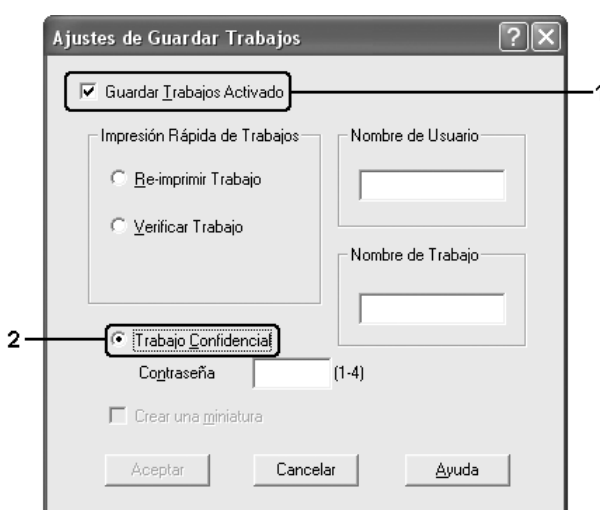 Ajustes de Guardar Trabajos
Guardar Trabajos Activado
1
Impresión Rápida de Trabajos
Nombre de Usuario
Re-imprimir Trabajo
Verificar Trabajo
Nombre de Trabajo
2
Trabajo Confidencial
Contraseña (1-4)
Crear una miniatura
Aceptar Cancelar Ayuda